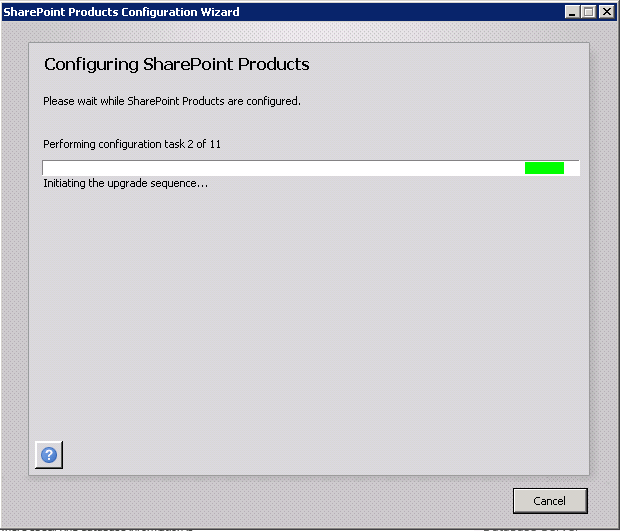 SharePoint Products Configuration Wizard
Configuring SharePoint Products
Please wait while SharePoint Products are configured.
Performing configuration task 2 of 11
Initiating the upgrade sequence...
?
Cancel